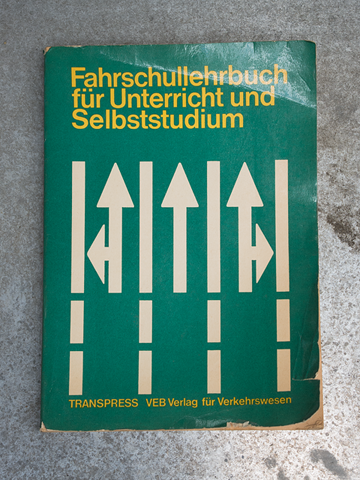 Fahrschullehrbuch
für Unterricht und
Selbststudium
TRANSPRESS VEB Verlag für Verkehrswesen